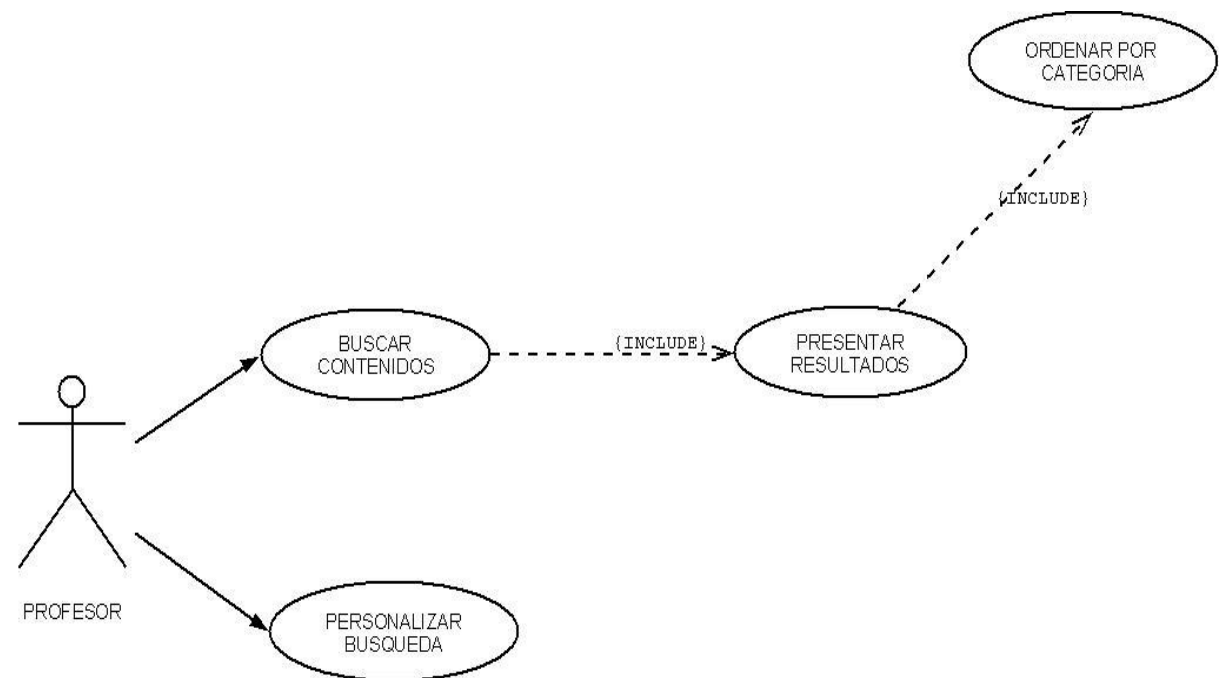 ORDENAR POR
CATEGORIA
{INCLUDE}
BUSCAR
CONTENIDOS
{INCLUDE}
PRESENTAR
RESULTADOS
PROFESOR
PERSONALIZAR
BUSQUEDA